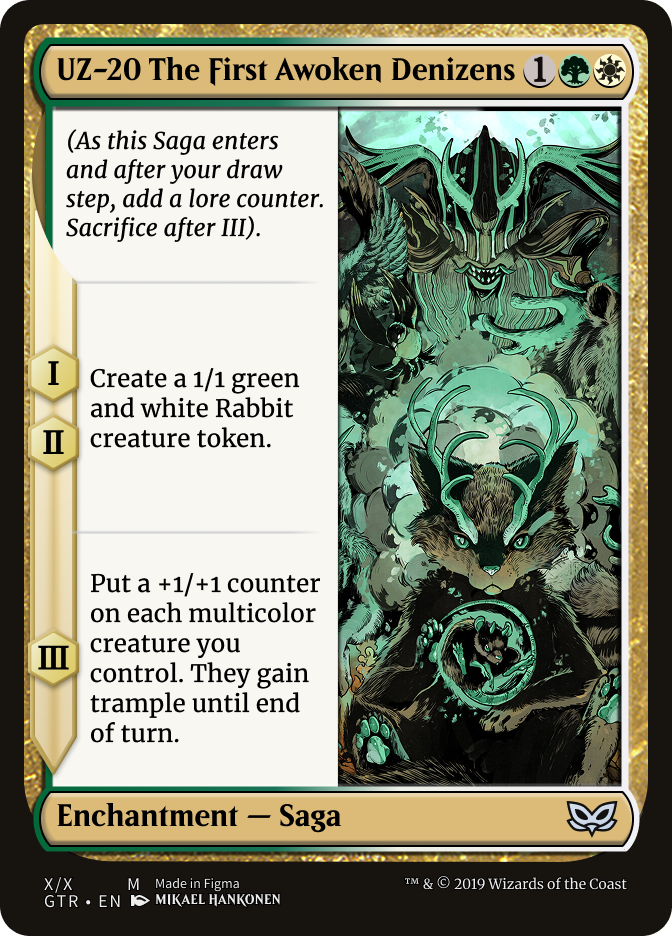 UZ–20 The First Awoken Denizens 1
(As this Saga enters
and after your draw
step, add a lore counter.
Sacrifice after III).
I
II
Create a 1/1 green
and white Rabbit
creature token.
III
Put a +1/+1 counter
on each multicolor
creature you
control. They gain
trample until end
of turn.
Enchantment — Saga
X/X M Made in Figma
GTR • EN MIKAEL HANKONEN
™ & © 2019 Wizards of the Coast